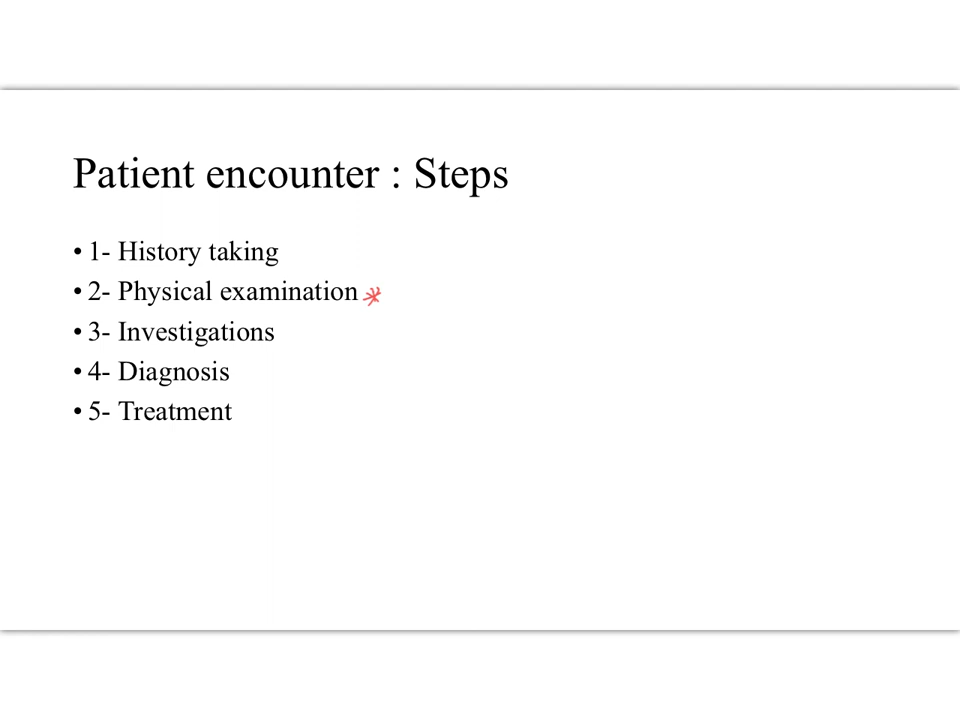 Patient encounter : Steps
• 1- History taking
• 2- Physical examination *
• 3- Investigations
• 4- Diagnosis
• 5- Treatment